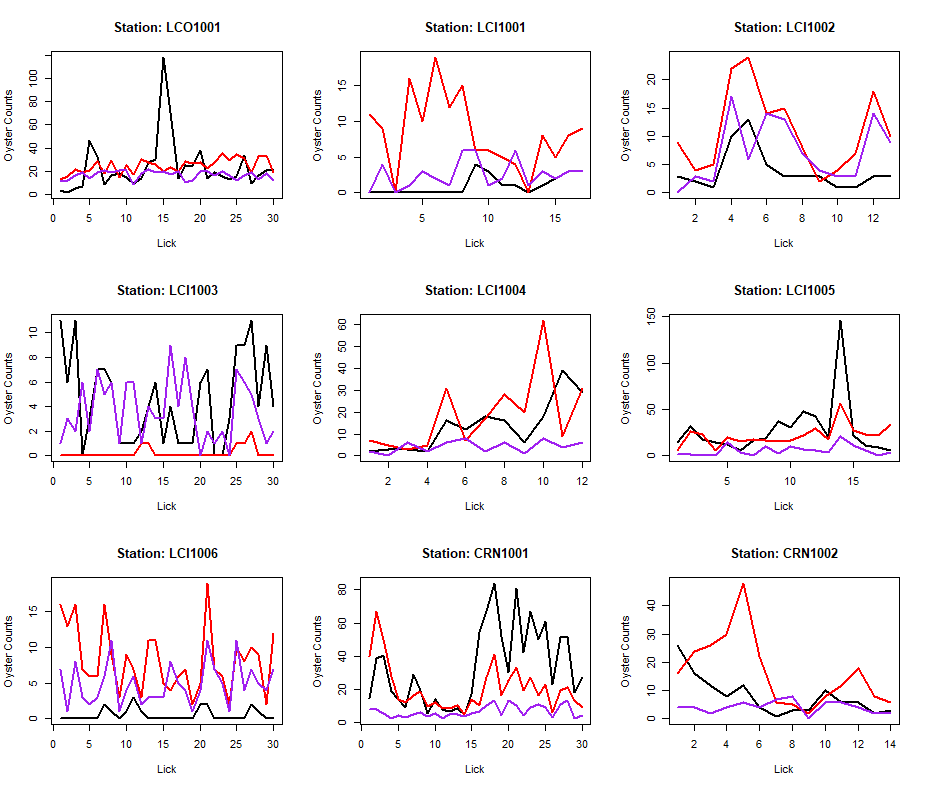 Station: LCO1001
Oyster Counts
0 20 40 60 80 100
0 5 10 15 20 25 30
Lick
Station: LCI1001
Oyster Counts
0 5 10 15
5 10 15
Lick
Station: LCI1002
Oyster Counts
0 5 10 15 20
2 4 6 8 10 12
Lick
Station: LCI1003
Oyster Counts
0 2 4 6 8 10
0 5 10 15 20 25 30
Lick
Station: LCI1004
Oyster Counts
0 10 20 30 40 50 60
2 4 6 8 10 12
Lick
Station: LCI1005
Oyster Counts
0 50 100 150
5 10 15
Lick
Station: LCI1006
Oyster Counts
0 5 10 15
0 5 10 15 20 25 30
Lick
Station: CRN1001
Oyster Counts
0 20 40 60 80
0 5 10 15 20 25 30
Lick
Station: CRN1002
Oyster Counts
0 10 20 30 40
2 4 6 8 10 12 14
Lick